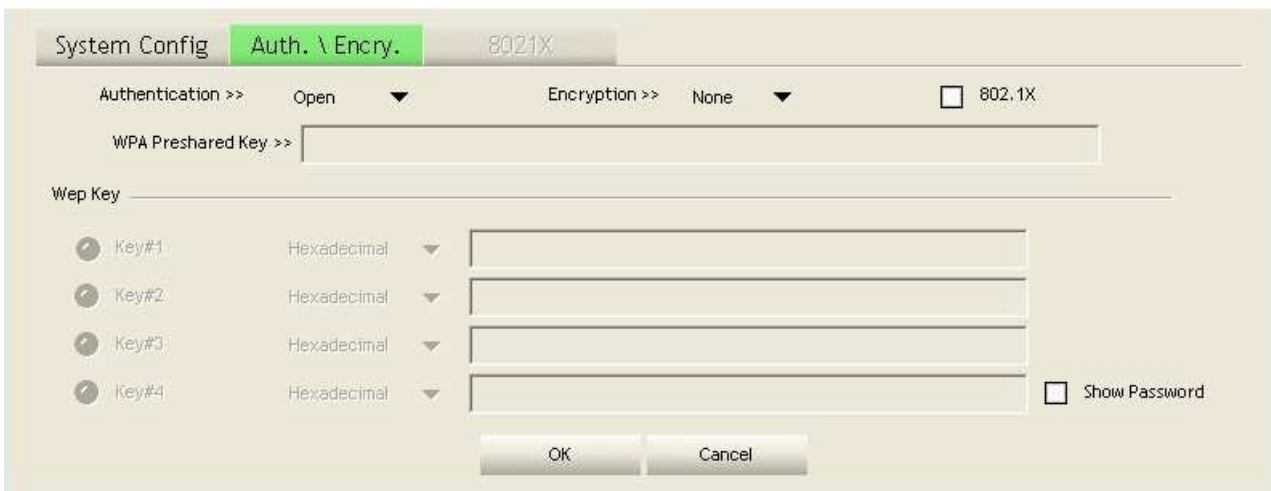 System Config Auth. \ Encry. 8021X
Authentication >> Open Encryption >> None 802.1X
WPA Preshared Key >>
Wep Key
Key#1 Hexadecimal
Key#2 Hexadecimal
Key#3 Hexadecimal
Key#4 Hexadecimal Show Password
OK Cancel